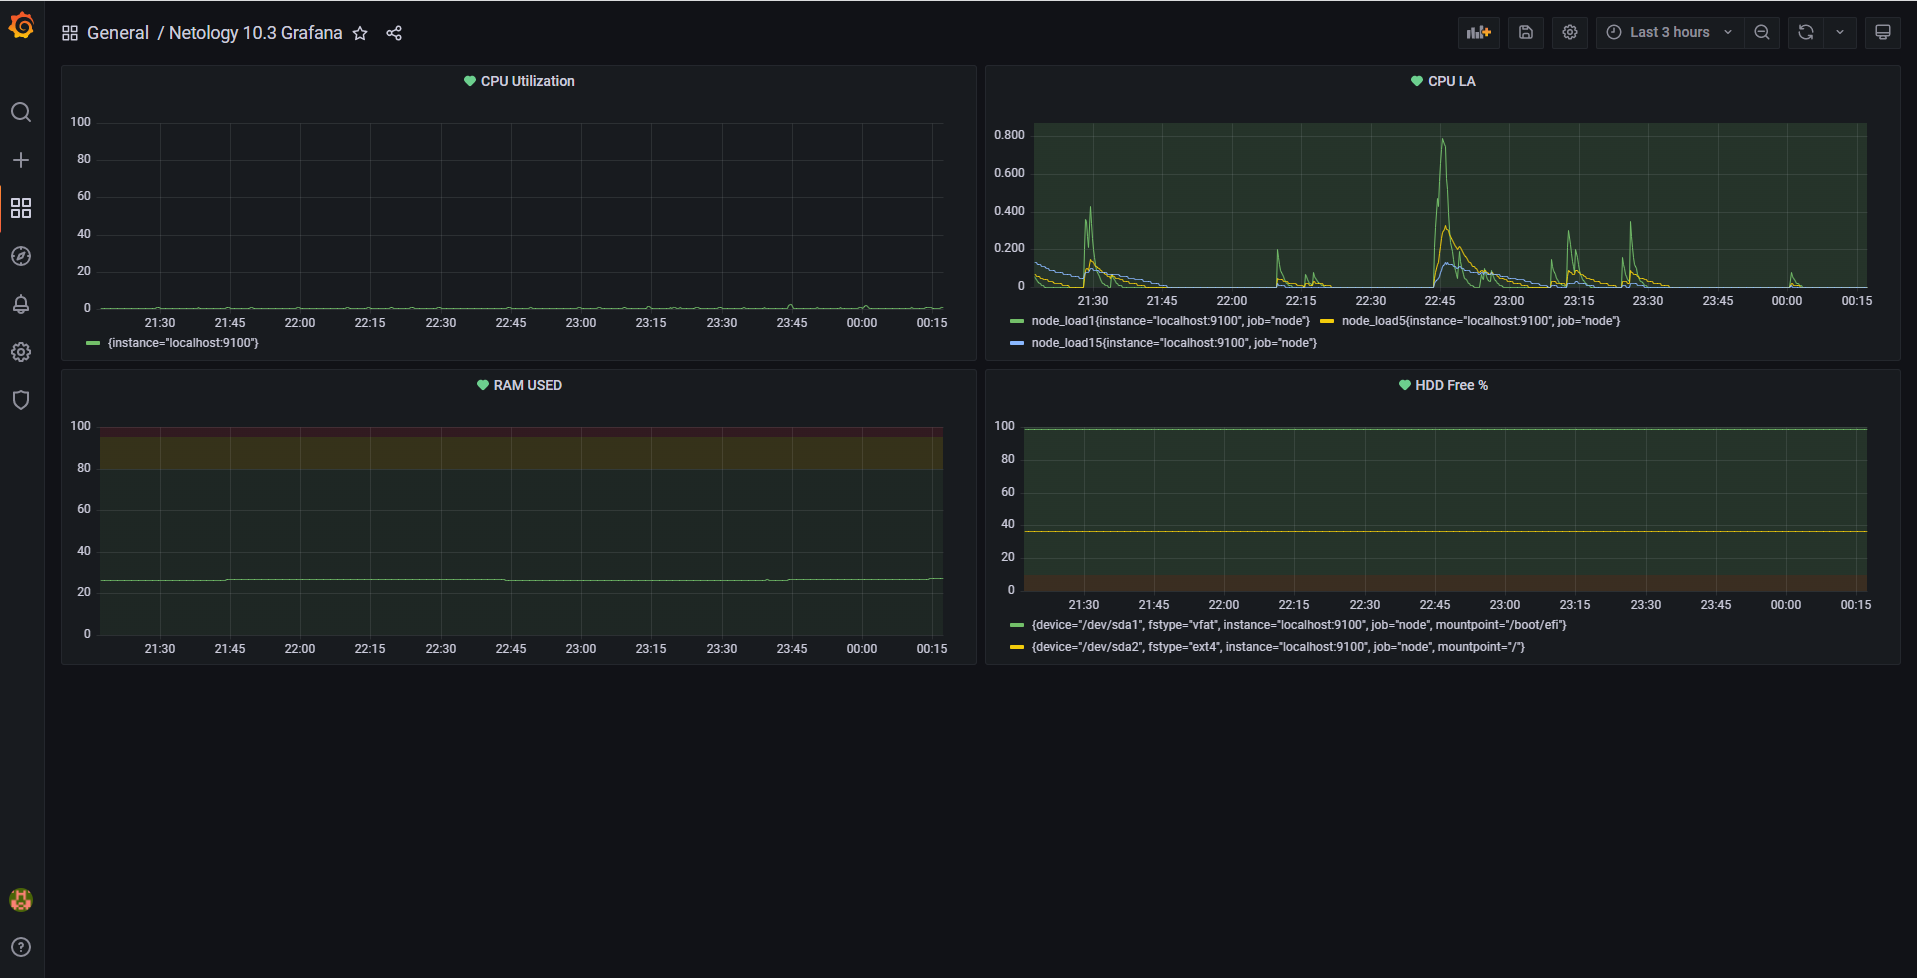 General / Netology 10.3 Grafana
Last 3 hours
CPU Utilization
100
80
60
40
20
0
21:30 21:45 22:00 22:15 22:30 22:45 23:00 23:15 23:30 23:45 00:00 00:15
{instance="localhost:9100"}
CPU LA
0.800
0.600
0.400
0.200
0
21:30 21:45 22:00 22:15 22:30 22:45 23:00 23:15 23:30 23:45 00:00 00:15
node_load1{instance="localhost:9100", job="node"} node_load5{instance="localhost:9100", job="node"}
node_load15{instance="localhost:9100", job="node"}
RAM USED
100
80
60
40
20
0
21:30 21:45 22:00 22:15 22:30 22:45 23:00 23:15 23:30 23:45 00:00 00:15
HDD Free %
100
80
60
40
20
0
21:30 21:45 22:00 22:15 22:30 22:45 23:00 23:15 23:30 23:45 00:00 00:15
{device="/dev/sda1", fstype="vfat", instance="localhost:9100", job="node", mountpoint="/boot/efi"}
{device="/dev/sda2", fstype="ext4", instance="localhost:9100", job="node", mountpoint="/"}